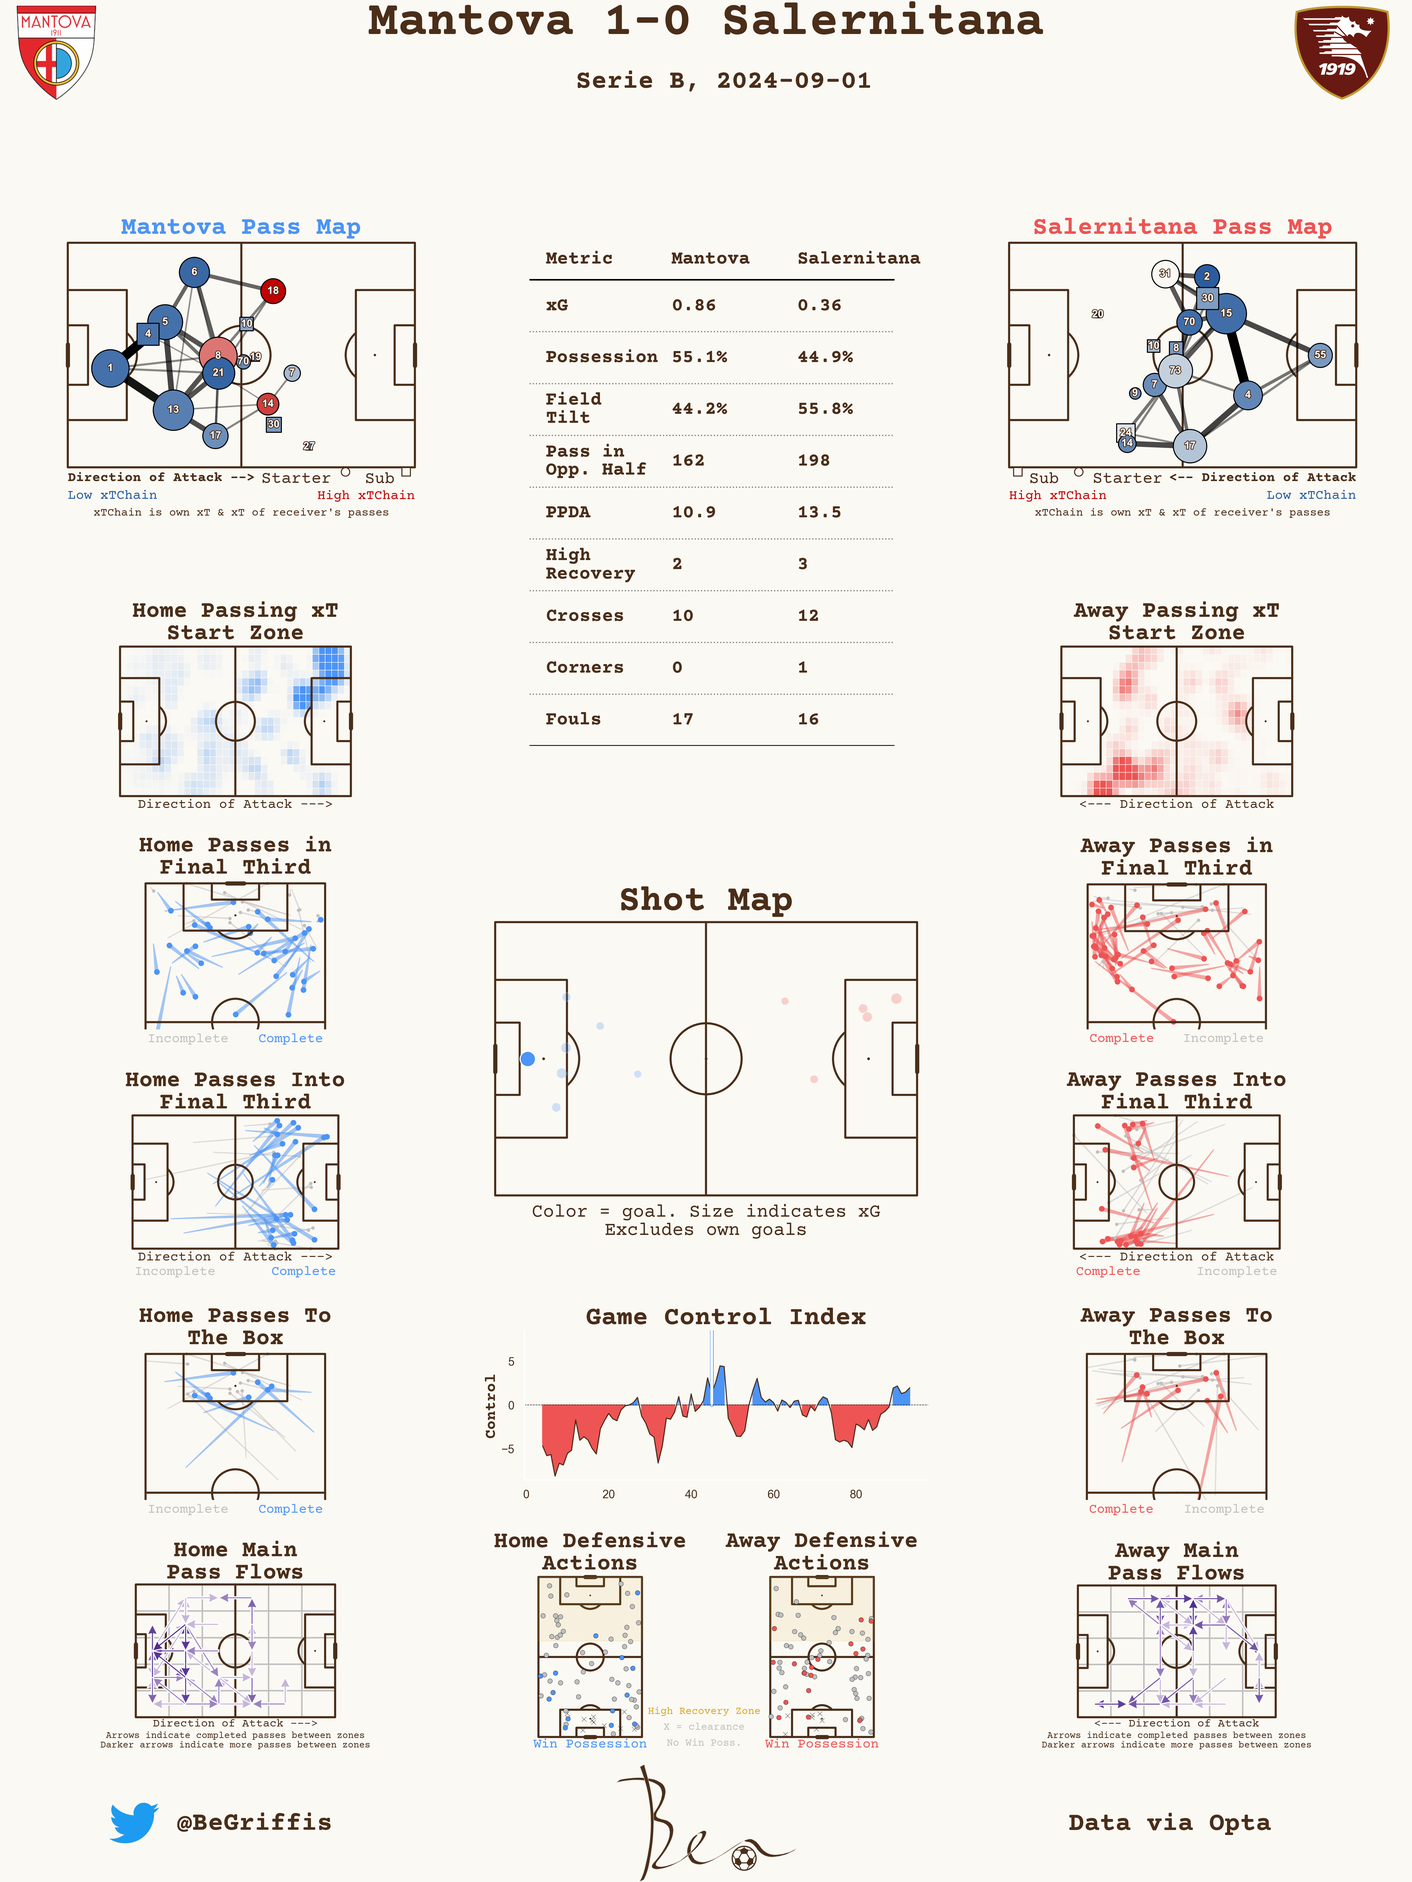 Mantova 1-0 Salernitana
Serie B, 2024-09-01
MANTOVA
1911
1919
Mantova Pass Map
6
18
5
4
10
8
19
70
1
21
7
13
14
17
30
27
Direction of Attack --> Starter Sub
Low xTChain High xTChain
xTChain is own xT & xT of receiver's passes
Metric Mantova Salernitana
xG 0.86 0.36
Possession 55.1% 44.9%
Field
Tilt 44.2% 55.8%
Pass in
Opp. Half 162 198
PPDA 10.9 13.5
High
Recovery 2 3
Crosses 10 12
Corners 0 1
Fouls 17 16
Salernitana Pass Map
31
2
30
20
70
15
10
8
55
73
7
9
4
24
14
17
Sub Starter <-- Direction of Attack
High xTChain Low xTChain
xTChain is own xT & xT of receiver's passes
Home Passing xT
Start Zone
Direction of Attack --->
Away Passing xT
Start Zone
<--- Direction of Attack
Home Passes in
Final Third
Incomplete Complete
Away Passes in
Final Third
Complete Incomplete
Shot Map
Color = goal. Size indicates xG
Excludes own goals
Home Passes Into
Final Third
Direction of Attack --->
Incomplete Complete
Away Passes Into
Final Third
<--- Direction of Attack
Complete Incomplete
Home Passes To
The Box
Incomplete Complete
Game Control Index
Control
5
0
−5
0 20 40 60 80
Away Passes To
The Box
Complete Incomplete
Home Main
Pass Flows
Direction of Attack --->
Arrows indicate completed passes between zones
Darker arrows indicate more passes between zones
Home Defensive
Actions
Win Possession
Away Defensive
Actions
Win Possession
High Recovery Zone
X = clearance
No Win Poss.
Away Main
Pass Flows
<--- Direction of Attack
Arrows indicate completed passes between zones
Darker arrows indicate more passes between zones
@BeGriffis
Ben
Data via Opta